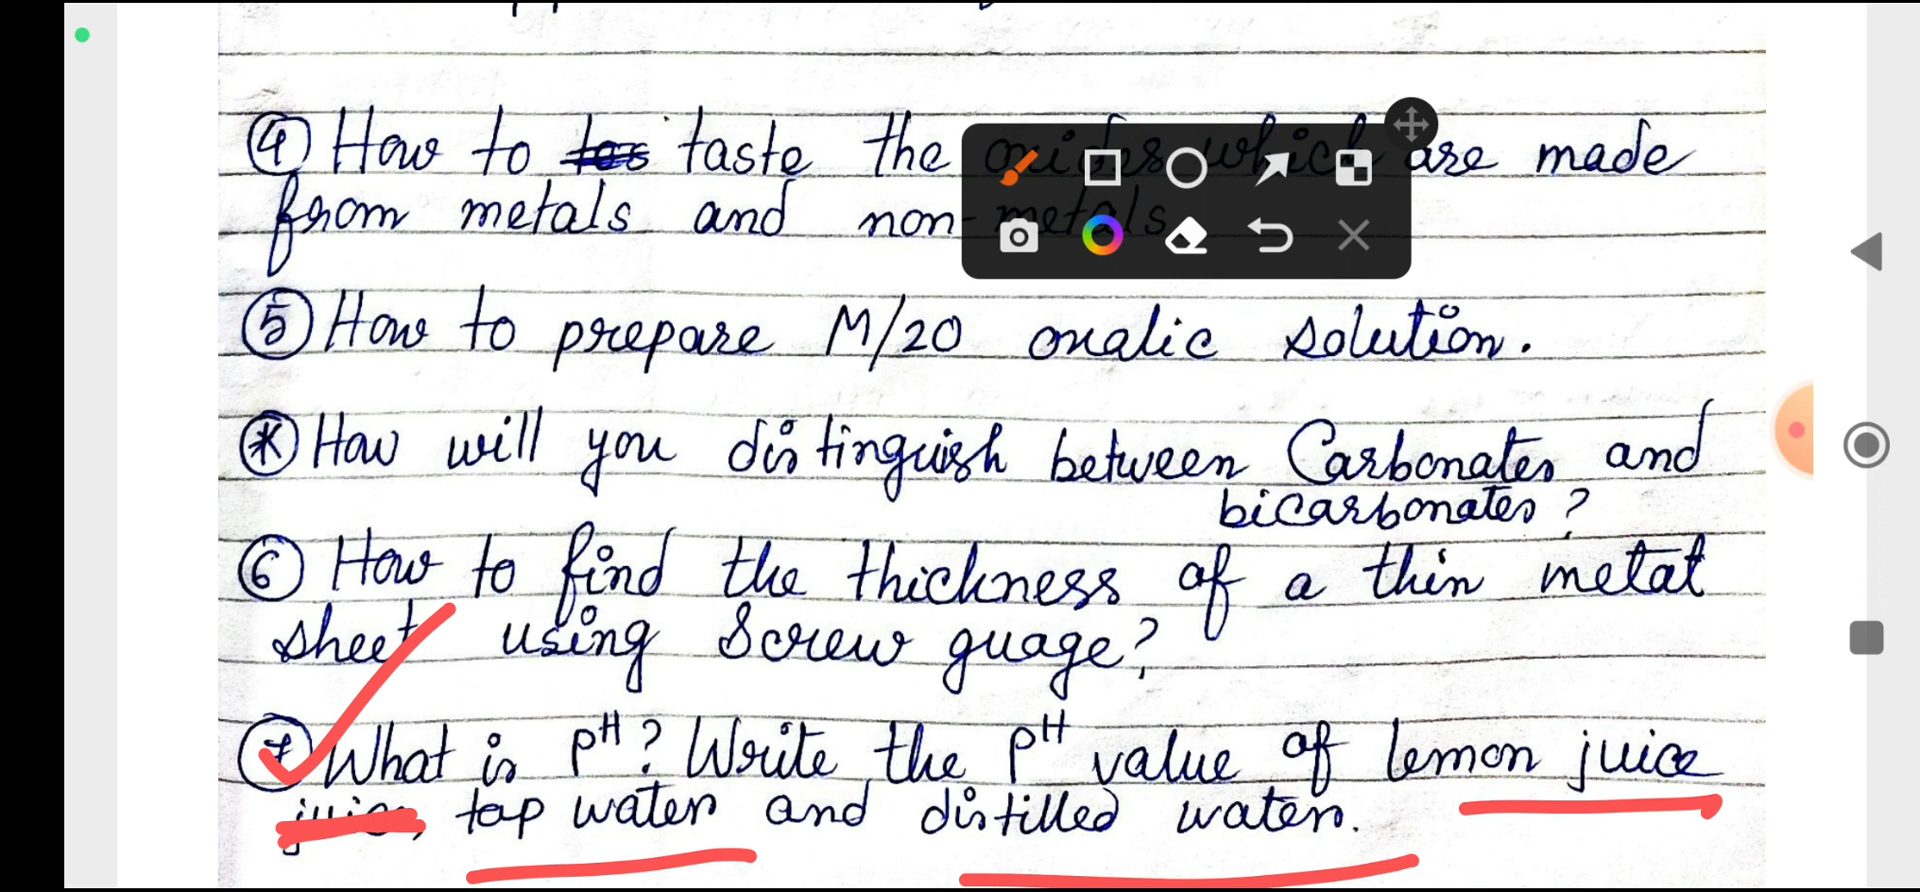 ④ How to tes taste the oxides which are made
from metals and non-metals
⑤ How to prepare M/20 oxalic solution.
* How will you distinguish between Carbonates and
bicarbonates?
⑥ How to find the thickness of a thin metal
sheet using Screw guage?
⑦ What is pH? Write the pH value of lemon juice
juice, tap water and distilled water.